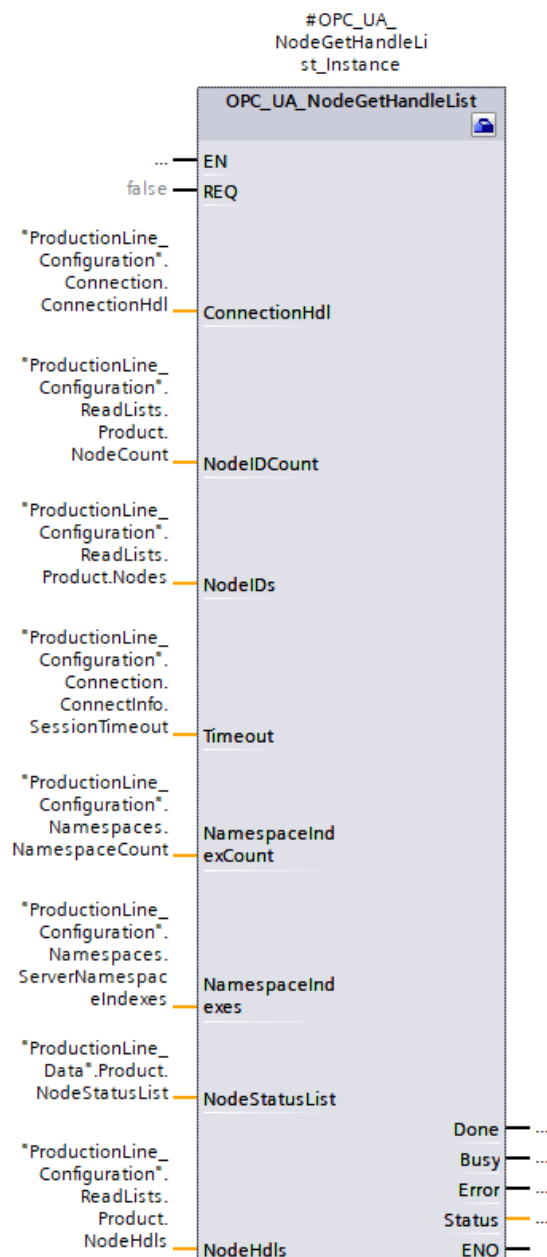 #OPC_UA_
NodeGetHandleLi
st_Instance
OPC_UA_NodeGetHandleList
... EN
false REQ
"ProductionLine_
Configuration".
Connection.
ConnectionHdl
ConnectionHdl
"ProductionLine_
Configuration".
ReadLists.
Product.
NodeCount
NodeIDCount
"ProductionLine_
Configuration".
ReadLists.
Product.Nodes
NodeIDs
"ProductionLine_
Configuration".
Connection.
ConnectInfo.
SessionTimeout
Timeout
"ProductionLine_
Configuration".
Namespaces.
NamespaceCount
NamespaceInd
exCount
"ProductionLine_
Configuration".
Namespaces.
ServerNamespac
eIndexes
NamespaceInd
exes
"ProductionLine_
Data".Product.
NodeStatusList
NodeStatusList
Done ...
Busy ...
Error ...
Status ...
"ProductionLine_
Configuration".
ReadLists.
Product.
NodeHdls
NodeHdls
ENO